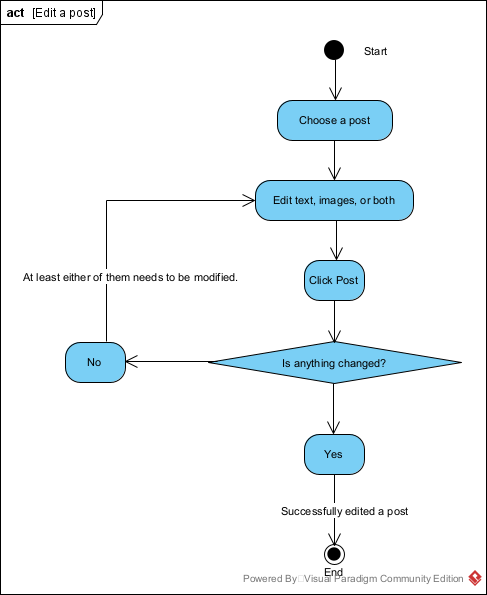 act [Edit a post]
Start
Choose a post
Edit text, images, or both
At least either of them needs to be modified.
Click Post
No
Is anything changed?
Yes
Successfully edited a post
End
Powered By Visual Paradigm Community Edition